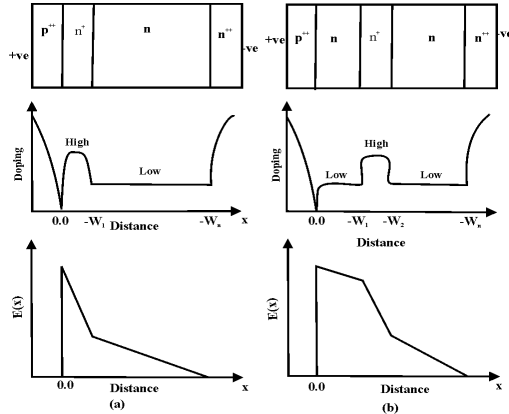 +ve p++ n+ n n++ -ve
Doping
High
Low
0.0 -W1 Distance -Wn x
E(x)
0.0 Distance x
(a)
+ve p++ n n+ n n++ -ve
Doping
Low High Low
0.0 -W1 -W2 -Wn
Distance
E(x)
0.0 Distance x
(b)